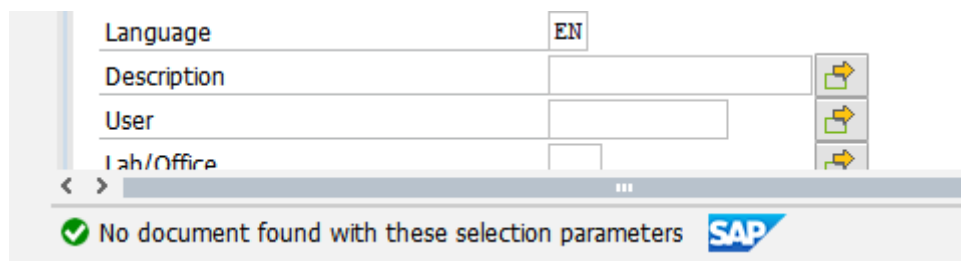 Language EN
Description
User
Lab/Office
No document found with these selection parameters SAP